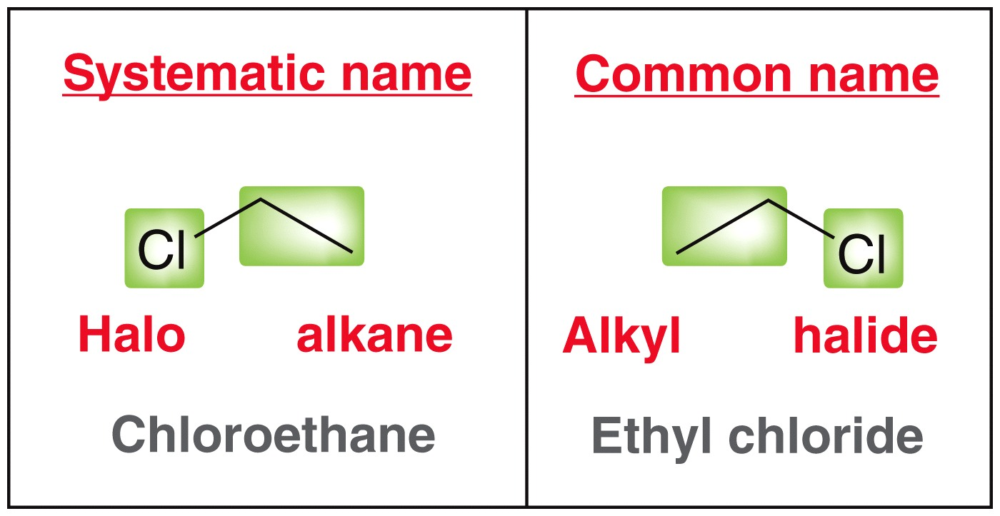 Systematic name
Cl
Halo alkane
Chloroethane
Common name
Cl
Alkyl halide
Ethyl chloride